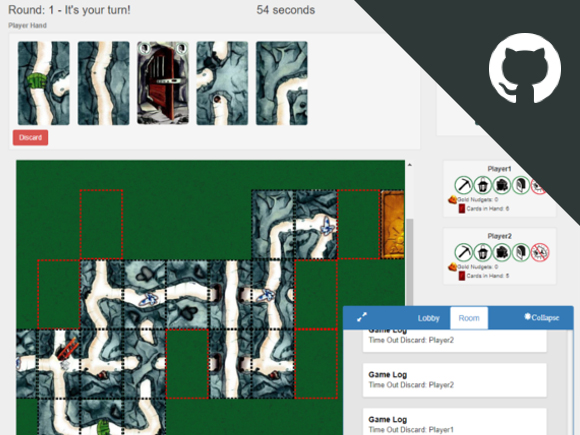 Round: 1 - It's your turn!
54 seconds
Player Hand
Discard
Player1
Gold Nudgets: 0
Cards in Hand: 6
Player2
Gold Nudgets: 0
Cards in Hand: 5
Lobby
Room
Collapse
Game Log
Time Out Discard: Player2
Game Log
Time Out Discard: Player2
Game Log
Time Out Discard: Player1